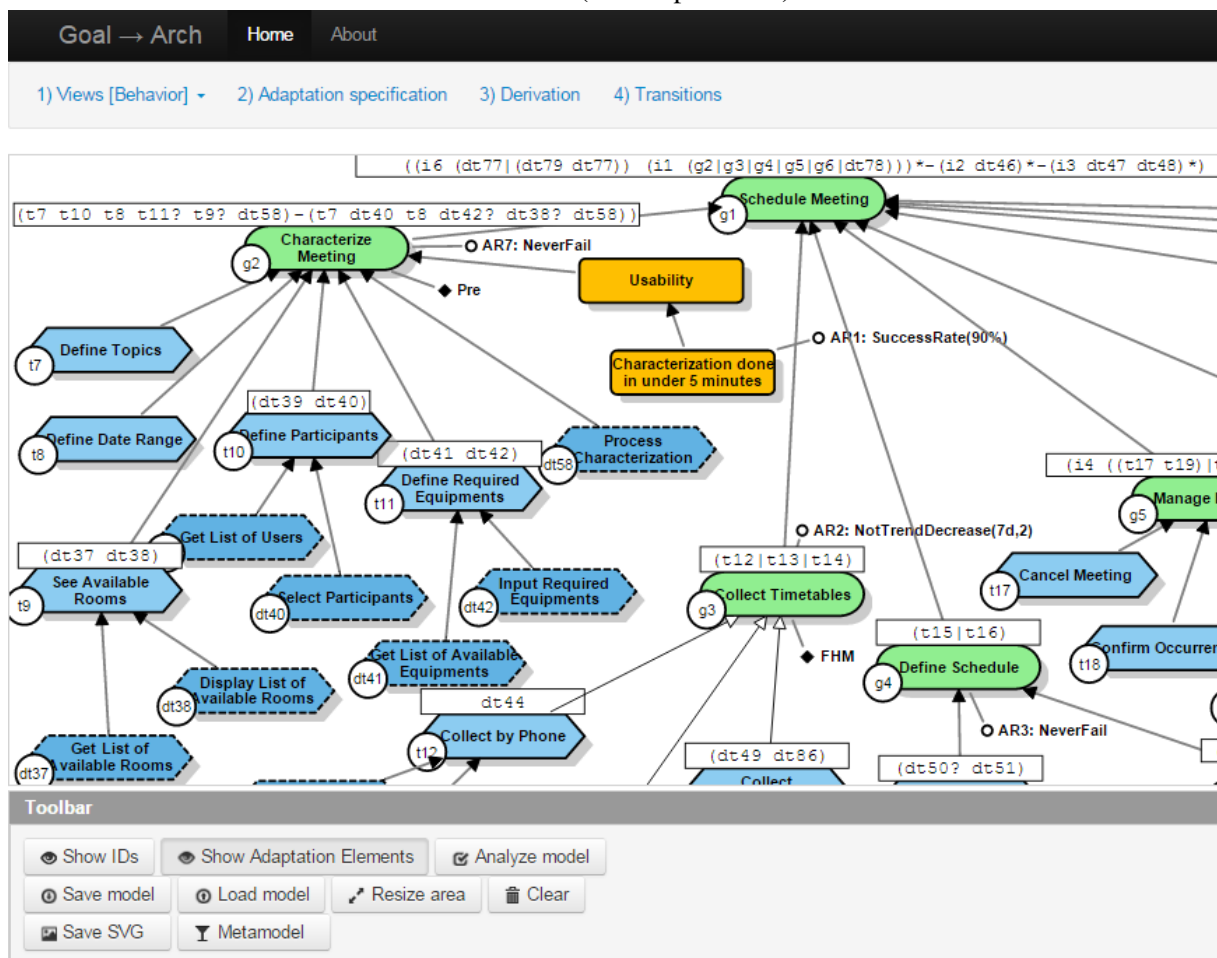 Goal → Arch Home About
1) Views [Behavior] 2) Adaptation specification 3) Derivation 4) Transitions
((i6 (dt77|(dt79 dt77)) (i1 (g2|g3|g4|g5|g6|dt78)))*-(i2 dt46)*-(i3 dt47 dt48)*)
(t7 t10 t8 t11? t9? dt58)-(t7 dt40 t8 dt42? dt38? dt58))
Schedule Meeting
g1
Characterize
Meeting
g2
AR7: NeverFail
Pre
Usability
AR1: SuccessRate(90%)
Characterization done
in under 5 minutes
Define Topics
t7
Define Date Range
t8
(dt39 dt40)
Define Participants
t10
(dt41 dt42)
Define Required
Equipments
t11
Process
Characterization
dt58
(i4 ((t17 t19)|
Manage
g5
Get List of Users
(dt37 dt38)
See Available
Rooms
t9
Select Participants
dt40
Input Required
Equipments
dt42
AR2: NotTrendDecrease(7d,2)
(t12|t13|t14)
Collect Timetables
g3
FHM
Cancel Meeting
t17
(t15|t16)
Define Schedule
g4
t18
AR3: NeverFail
Get List of Available
Equipments
dt41
Display List of
Available Rooms
dt38
dt44
Collect by Phone
t12
Get List of
Available Rooms
dt37
(dt49 dt86)
Collect
(dt50? dt51)
Toolbar
Show IDs Show Adaptation Elements Analyze model
Save model Load model Resize area Clear
Save SVG Metamodel